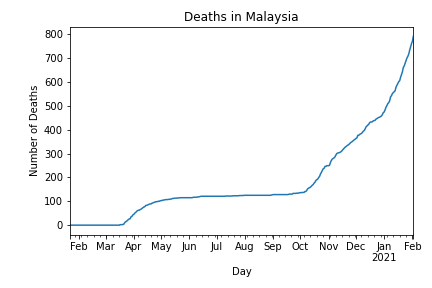 Deaths in Malaysia
800
700
600
500
400
300
200
100
0
Number of Deaths
Feb Mar Apr May Jun Jul Aug Sep Oct Nov Dec Jan Feb
2021
Day